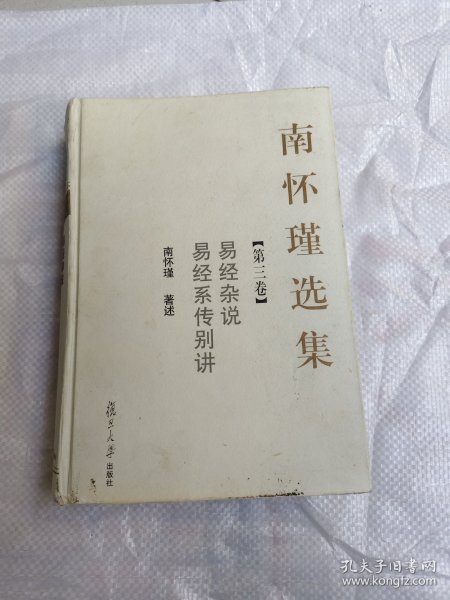 南怀瑾选集
【第三卷】
易经杂说
易经系传别讲
南怀瑾 著述
復旦大学
出版社
孔夫子旧书网
www.kongfz.com